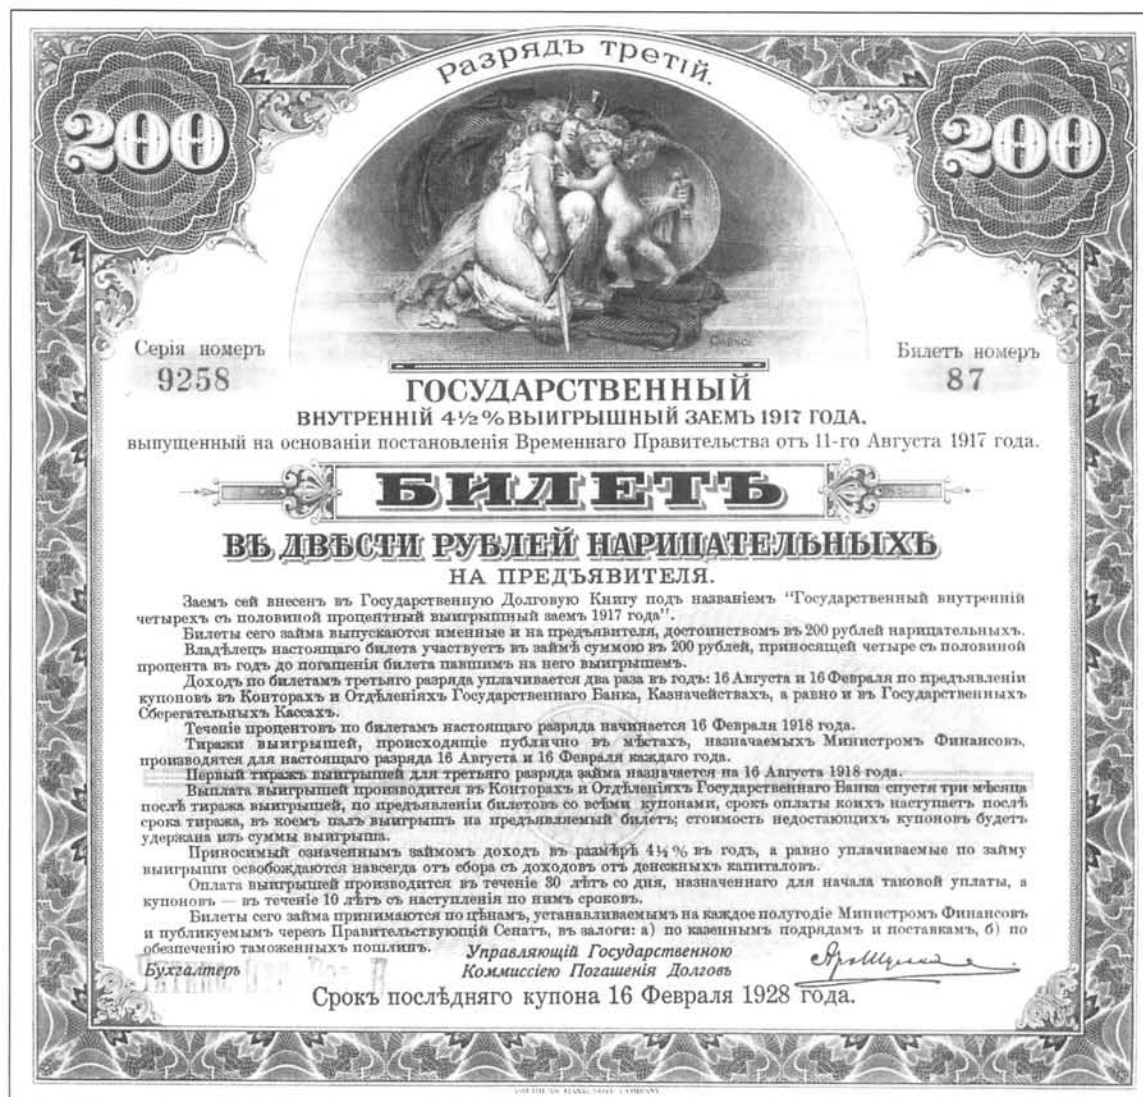 Разрядъ третій.
200
200
Серія номеръ
9258
Билетъ номеръ
87
ГОСУДАРСТВЕННЫЙ
ВНУТРЕННІЙ 4½% ВЫИГРЫШНЫЙ ЗАЕМЪ 1917 ГОДА.
выпущенный на основаніи постановленія Временнаго Правительства отъ 11-го Августа 1917 года.
БИЛЕТЪ
ВЪ ДВѢСТИ РУБЛЕЙ НАРИЦАТЕЛЬНЫХЪ
НА ПРЕДЪЯВИТЕЛЯ.
Заемъ сей внесенъ въ Государственную Долговую Книгу подъ названіемъ “Государственный внутренній
четырехъ съ половиной процентный выигрышный заемъ 1917 года”.
Билеты сего займа выпускаются именные и на предъявителя, достоинствомъ въ 200 рублей нарицательныхъ.
Владѣлецъ настоящаго билета участвуетъ въ займѣ суммою въ 200 рублей, приносящей четыре съ половиной
процента въ годъ до погашенія билета павшимъ на него выигрышемъ.
Доходъ по билетамъ третьяго разряда уплачивается два раза въ годъ: 16 Августа и 16 Февраля по предъявленіи
купоновъ въ Конторахъ и Отдѣленіяхъ Государственнаго Банка, Казначействахъ, а равно и въ Государственныхъ
Сберегательныхъ Кассахъ.
Теченіе процентовъ по билетамъ настоящаго разряда начинается 16 Февраля 1918 года.
Тиражи выигрышей, происходящіе публично въ мѣстахъ, назначаемыхъ Министромъ Финансовъ,
производятся для настоящаго разряда 16 Августа и 16 Февраля каждаго года.
Первый тиражъ выигрышей для третьяго разряда займа назначается на 16 Августа 1918 года.
Выплата выигрышей производится въ Конторахъ и Отдѣленіяхъ Государственнаго Банка спустя три мѣсяца
послѣ тиража выигрышей, по предъявленіи билетовъ со всѣми купонами, срокъ оплаты коихъ наступаетъ послѣ
срока тиража, въ коемъ палъ выигрышъ на предъявляемый билетъ; стоимость недостающихъ купоновъ будетъ
удержана изъ суммы выигрыша.
Приносимый означеннымъ займомъ доходъ въ размѣрѣ 4½% въ годъ, а равно уплачиваемые по займу
выигрыши освобождаются навсегда отъ сбора съ доходовъ отъ денежныхъ капиталовъ.
Оплата выигрышей производится въ теченіе 30 лѣтъ со дня, назначеннаго для начала таковой уплаты, а
купоновъ — въ теченіе 10 лѣтъ съ наступленія по нимъ сроковъ.
Билеты сего займа принимаются по цѣнамъ, устанавливаемымъ на каждое полугодіе Министромъ Финансовъ
и публикуемымъ черезъ Правительствующій Сенатъ, въ залоги: а) по казеннымъ подрядамъ и поставкамъ, б) по
обезпеченію таможенныхъ пошлинъ.
Управляющій Государственною
Бухгалтеръ
Коммиссіею Погашенія Долговъ
Срокъ послѣдняго купона 16 Февраля 1928 года.
AMERICAN BANK NOTE COMPANY